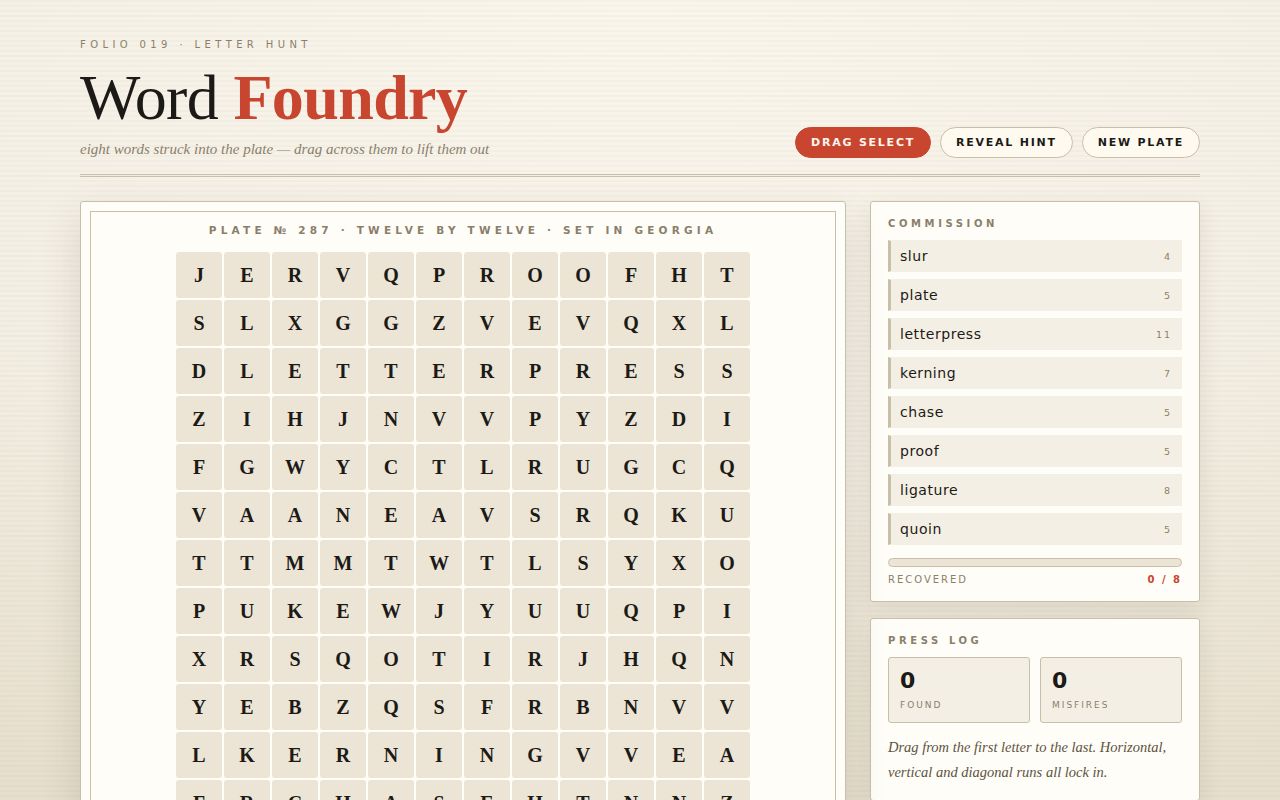 FOLIO 019 · LETTER HUNT
Word Foundry
eight words struck into the plate — drag across them to lift them out
DRAG SELECT REVEAL HINT NEW PLATE
PLATE № 287 · TWELVE BY TWELVE · SET IN GEORGIA
J E R V Q P R O O F H T
S L X G G Z V E V Q X L
D L E T T E R P R E S S
Z I H J N V V P Y Z D I
F G W Y C T L R U G C Q
V A A N E A V S R Q K U
T T M M T W T L S Y X O
P U K E W J Y U U Q P I
X R S Q O T I R J H Q N
Y E B Z Q S F R B N V V
L K E R N I N G V V E A
COMMISSION
slur 4
plate 5
letterpress 11
kerning 7
chase 5
proof 5
ligature 8
quoin 5
RECOVERED 0 / 8
PRESS LOG
0 0
FOUND MISFIRES
Drag from the first letter to the last. Horizontal,
vertical and diagonal runs all lock in.